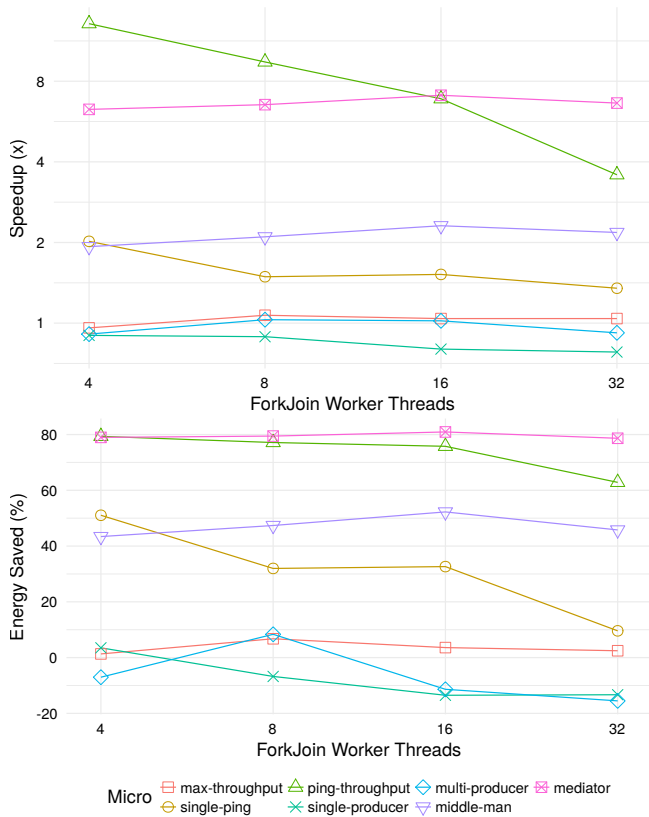 Speedup (x)
8
4
2
1
4 8 16 32
ForkJoin Worker Threads
Energy Saved (%)
80
60
40
20
0
-20
4 8 16 32
ForkJoin Worker Threads
Micro
max-throughput ping-throughput multi-producer mediator
single-ping single-producer middle-man